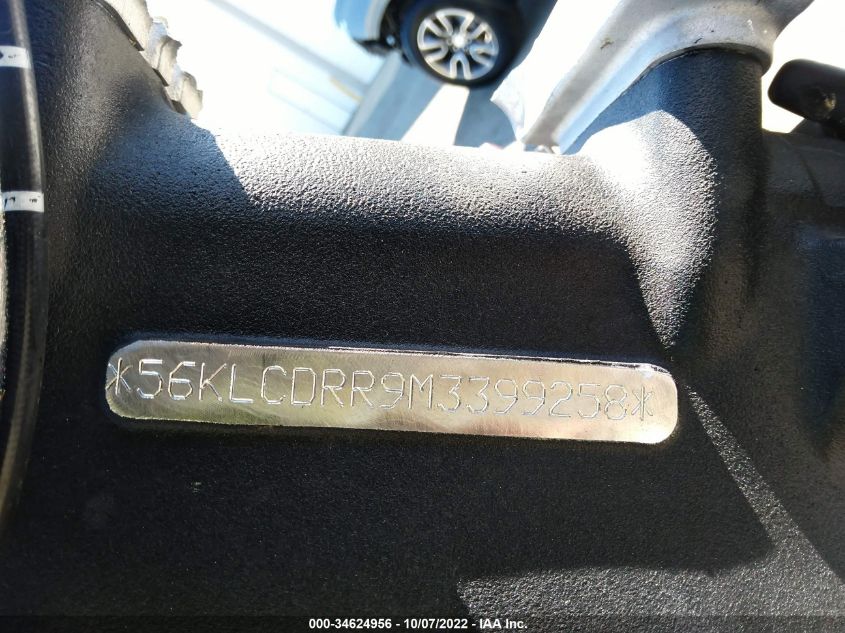 *56KLCDRR9M3399258*
000-34624956 - 10/07/2022 - IAA Inc.